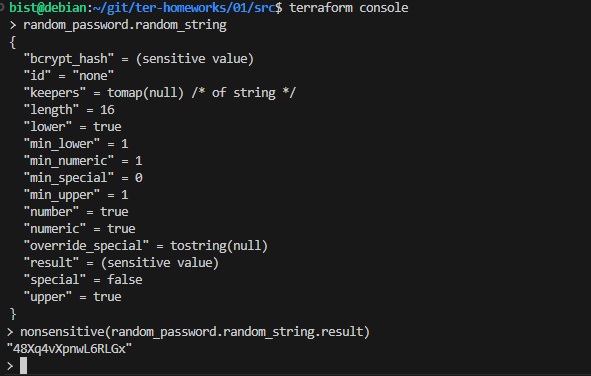 bist@debian:~/git/ter-homeworks/01/src$ terraform console
> random_password.random_string
{
  "bcrypt_hash" = (sensitive value)
  "id" = "none"
  "keepers" = tomap(null) /* of string */
  "length" = 16
  "lower" = true
  "min_lower" = 1
  "min_numeric" = 1
  "min_special" = 0
  "min_upper" = 1
  "number" = true
  "numeric" = true
  "override_special" = tostring(null)
  "result" = (sensitive value)
  "special" = false
  "upper" = true
}
> nonsensitive(random_password.random_string.result)
"48Xq4vXpnwL6RLGx"
>